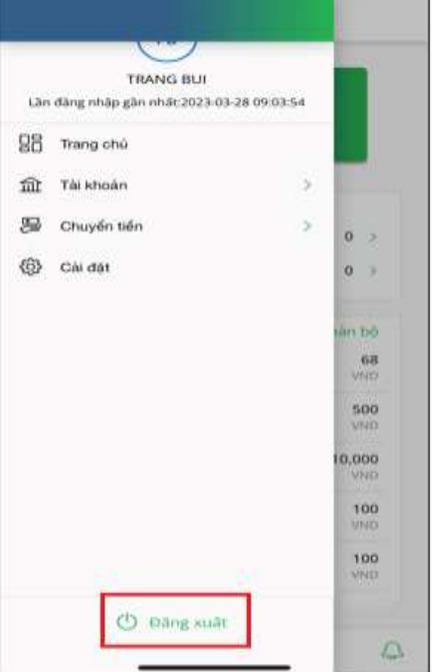 TRANG BUI
Lần đăng nhập gần nhất:2023-03-28 09:03:54
Trang chủ
Tài khoản
Chuyển tiền
Cài đặt
0
0
bộ
68
VND
500
VND
10,000
VND
100
VND
100
VND
Đăng xuất